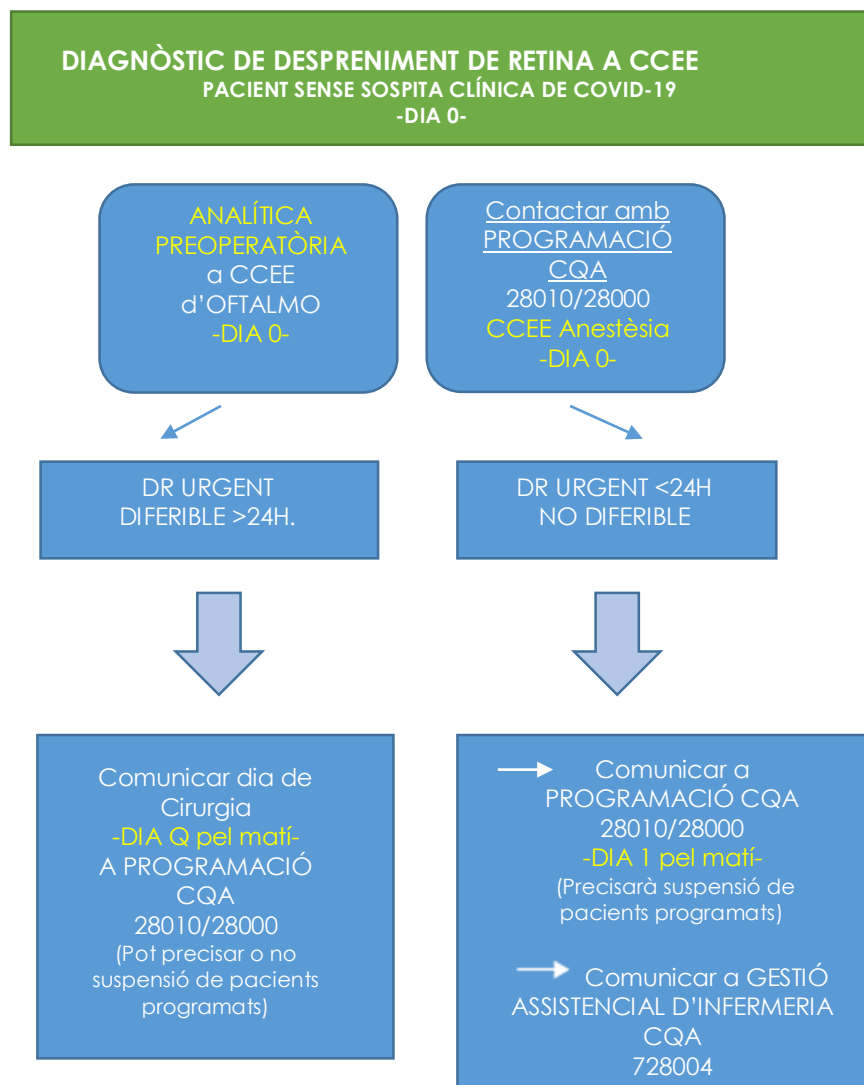 DIAGNÒSTIC DE DESPRENIMENT DE RETINA A CCEE
PACIENT SENSE SOSPITA CLÍNICA DE COVID-19
-DIA 0-
ANALÍTICA
PREOPERATÒRIA
a CCEE
d’OFTALMO
-DIA 0-
Contactar amb
PROGRAMACIÓ
CQA
28010/28000
CCEE Anestèsia
-DIA 0-
DR URGENT
DIFERIBLE >24H.
DR URGENT <24H
NO DIFERIBLE
Comunicar dia de
Cirurgia
-DIA Q pel matí-
A PROGRAMACIÓ
CQA
28010/28000
(Pot precisar o no
suspensió de pacients
programats)
Comunicar a
PROGRAMACIÓ CQA
28010/28000
-DIA 1 pel matí-
(Precisarà suspensió de
pacients programats)
Comunicar a GESTIÓ
ASSISTENCIAL D’INFERMERIA
CQA
728004